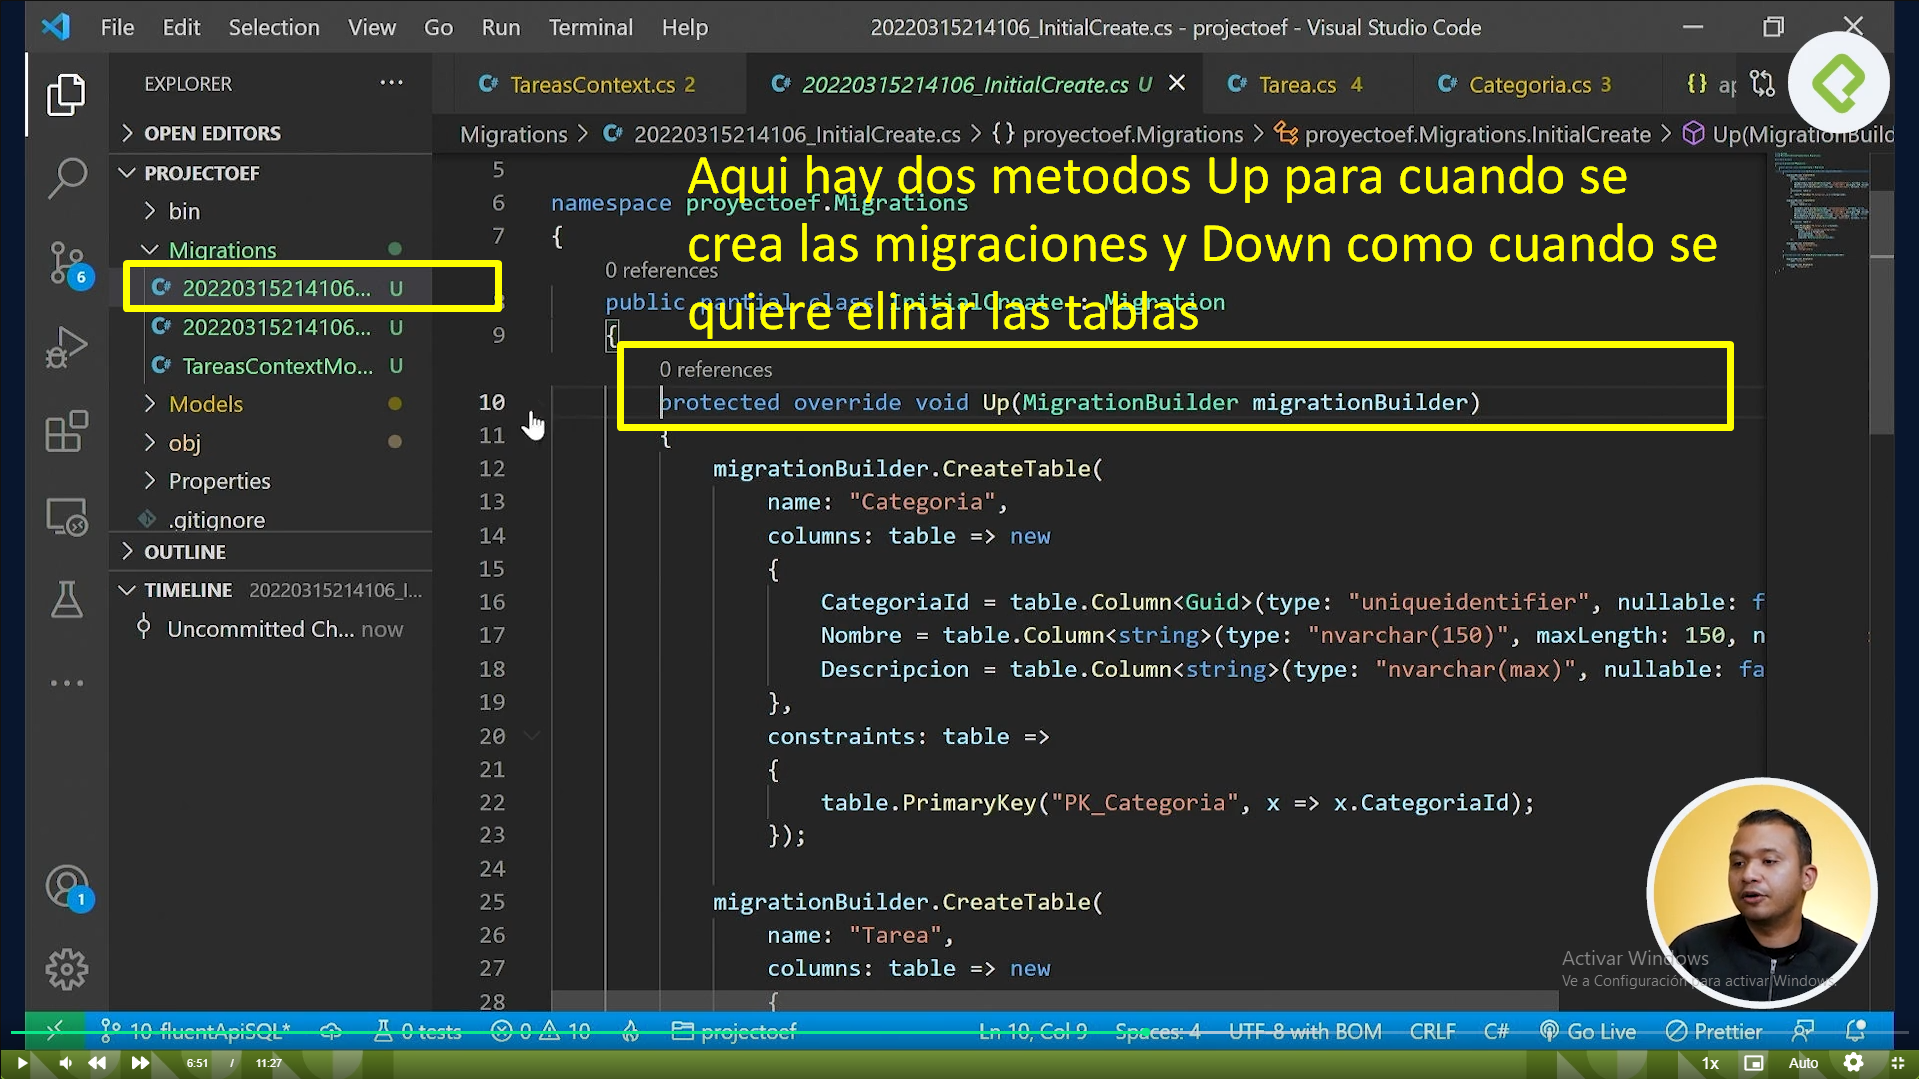 File Edit Selection View Go Run Terminal Help
20220315214106_InitialCreate.cs - projectoef - Visual Studio Code
EXPLORER
TareasContext.cs 2
20220315214106_InitialCreate.cs U
Tarea.cs 4
Categoria.cs 3
{} ap
OPEN EDITORS
Migrations > 20220315214106_InitialCreate.cs > {} proyectoef.Migrations > proyectoef.Migrations.InitialCreate > Up(MigrationBuild
PROJECTOEF
bin
Migrations
20220315214106... U
20220315214106... U
TareasContextMo... U
Models
obj
Properties
.gitignore
OUTLINE
TIMELINE 20220315214106_I...
Uncommitted Ch... now
6
1
Aqui hay dos metodos Up para cuando se
crea las migraciones y Down como cuando se
quiere elinar las tablas
5
6 namespace proyectoef.Migrations
7 {
0 references
8 public partial class InitialCreate : Migration
9 {
0 references
10 protected override void Up(MigrationBuilder migrationBuilder)
11 {
12 migrationBuilder.CreateTable(
13 name: "Categoria",
14 columns: table => new
15 {
16 CategoriaId = table.Column<Guid>(type: "uniqueidentifier", nullable: f
17 Nombre = table.Column<string>(type: "nvarchar(150)", maxLength: 150, n
18 Descripcion = table.Column<string>(type: "nvarchar(max)", nullable: fa
19 },
20 constraints: table =>
21 {
22 table.PrimaryKey("PK_Categoria", x => x.CategoriaId);
23 });
24
25 migrationBuilder.CreateTable(
26 name: "Tarea",
27 columns: table => new
28 {
Activar Windows
Ve a Configuración para activar Windows.
10-fluentApiSQL* 0 tests 0 10 projectoef Ln 10, Col 9 Spaces: 4 UTF-8 with BOM CRLF C# Go Live Prettier
6:51 / 11:27 1x Auto